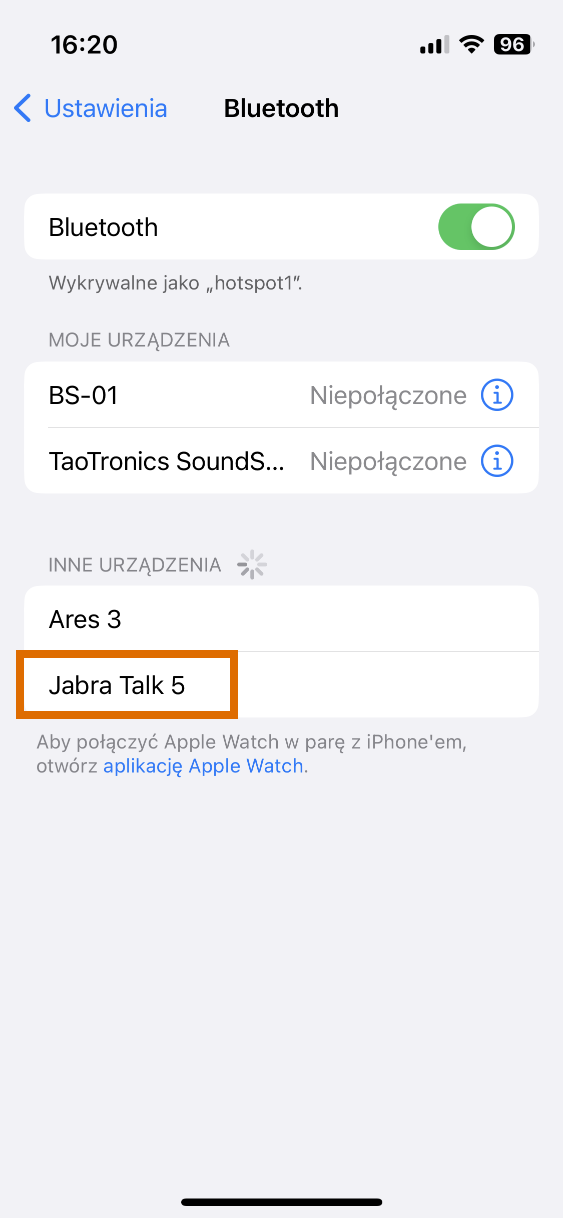 16:20
96
Ustawienia
Bluetooth
Bluetooth
Wykrywalne jako „hotspot1”.
MOJE URZĄDZENIA
BS-01 Niepołączone
TaoTronics SoundS... Niepołączone
INNE URZĄDZENIA
Ares 3
Jabra Talk 5
Aby połączyć Apple Watch w parę z iPhone'em,
otwórz aplikację Apple Watch.